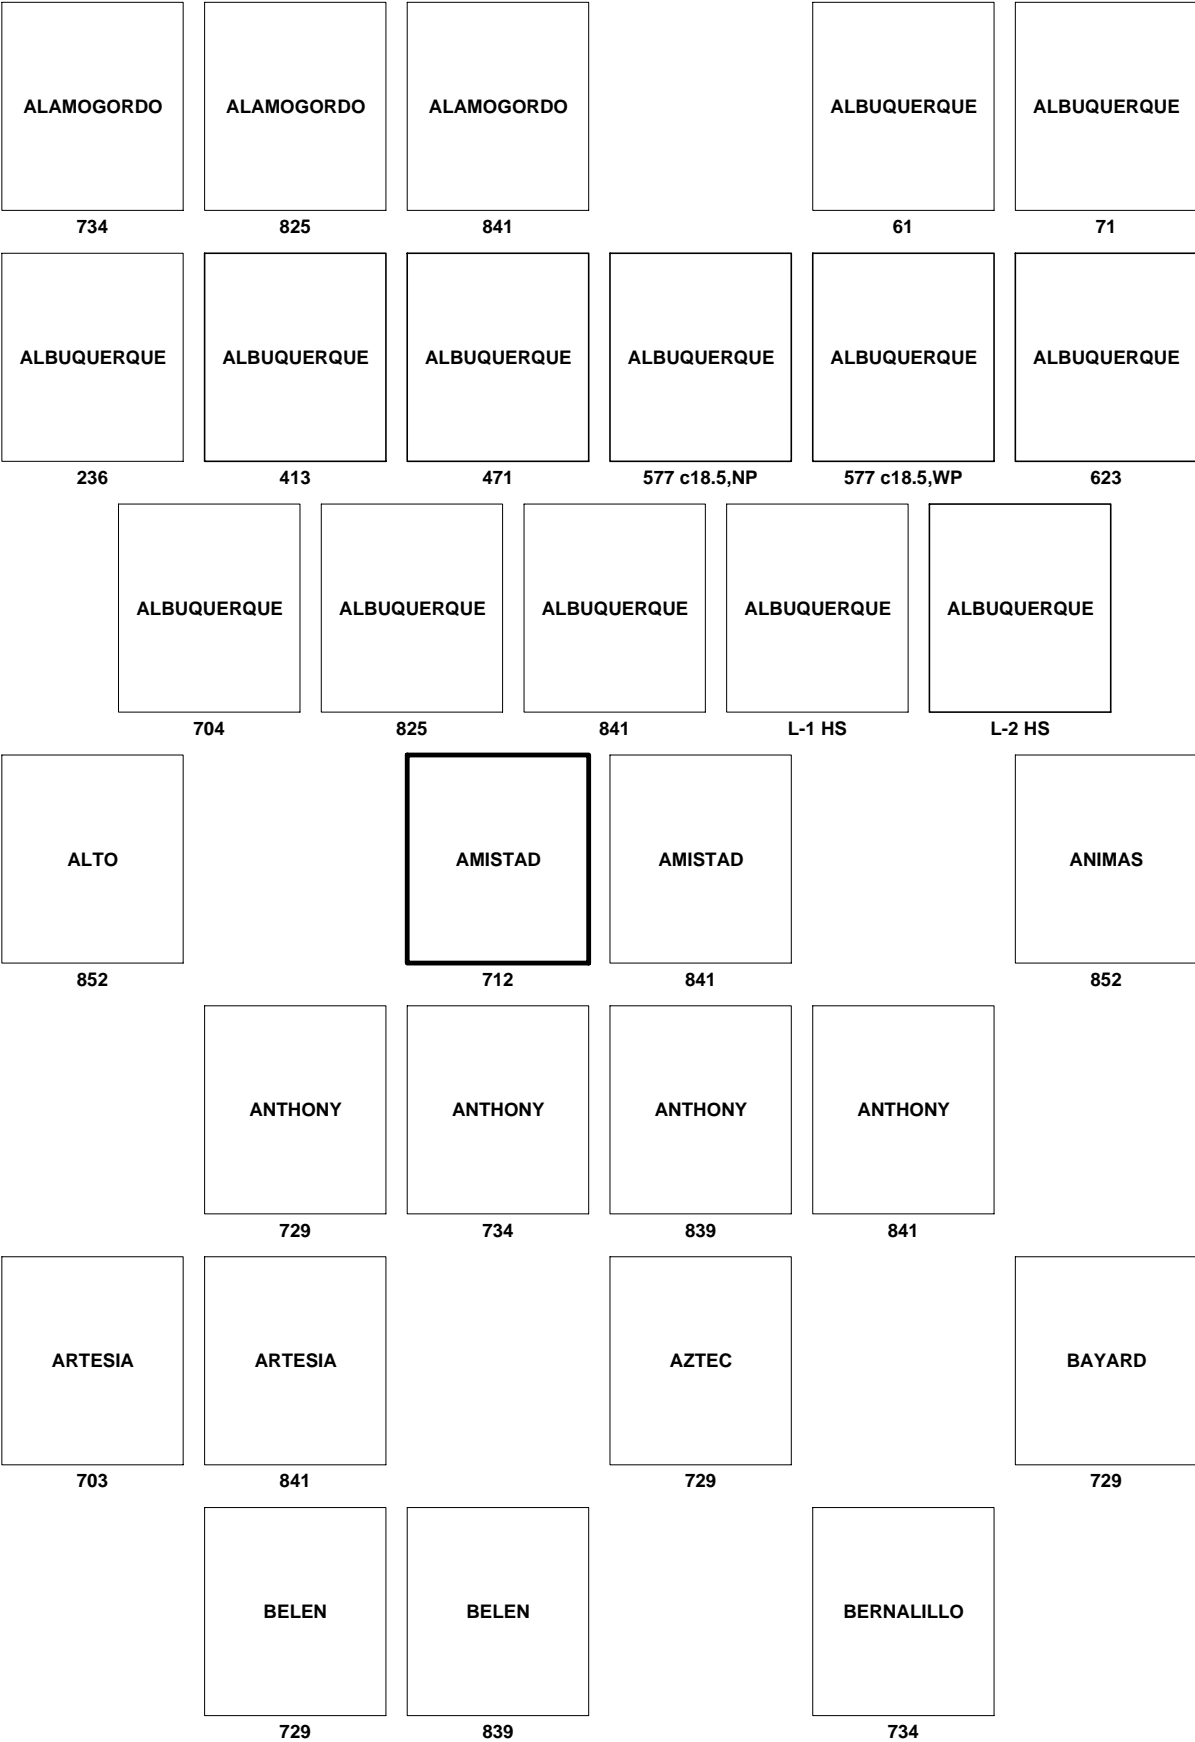 ALAMOGORDO ALAMOGORDO ALAMOGORDO ALBUQUERQUE ALBUQUERQUE
734 825 841 61 71
ALBUQUERQUE ALBUQUERQUE ALBUQUERQUE ALBUQUERQUE ALBUQUERQUE ALBUQUERQUE
236 413 471 577 c18.5,NP 577 c18.5,WP 623
ALBUQUERQUE ALBUQUERQUE ALBUQUERQUE ALBUQUERQUE ALBUQUERQUE
704 825 841 L-1 HS L-2 HS
ALTO AMISTAD AMISTAD ANIMAS
852 712 841 852
ANTHONY ANTHONY ANTHONY ANTHONY
729 734 839 841
ARTESIA ARTESIA AZTEC BAYARD
703 841 729 729
BELEN BELEN BERNALILLO
729 839 734